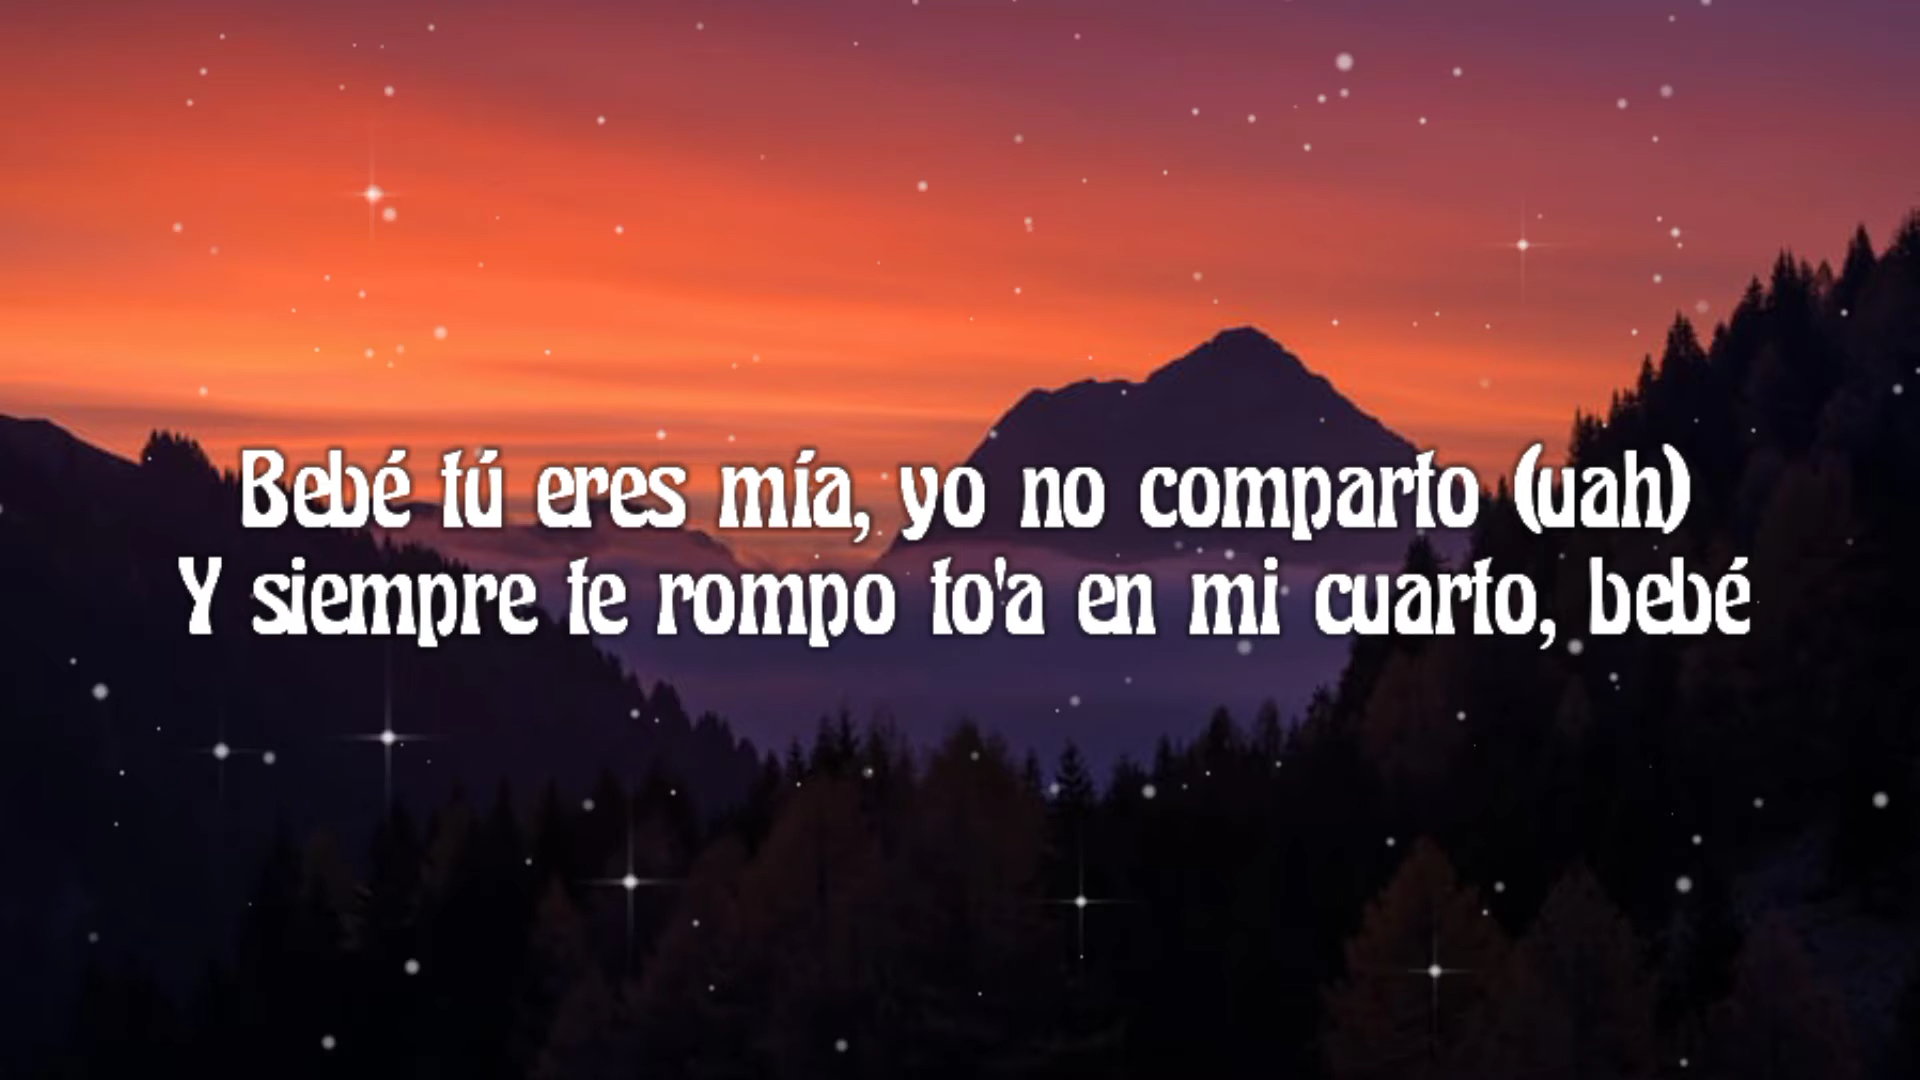 Bebé tú eres mía, yo no comparto (uah)
Y siempre te rompo to'a en mi cuarto, bebé